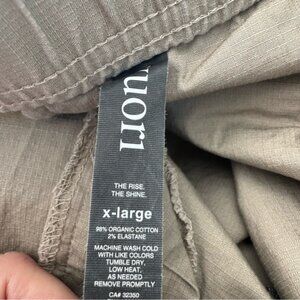 vuori
THE RISE.
THE SHINE.
x-large
98% ORGANIC COTTON
2% ELASTANE
MACHINE WASH COLD
WITH LIKE COLORS
TUMBLE DRY,
LOW HEAT,
AS NEEDED
REMOVE PROMPTLY
CA# 32350